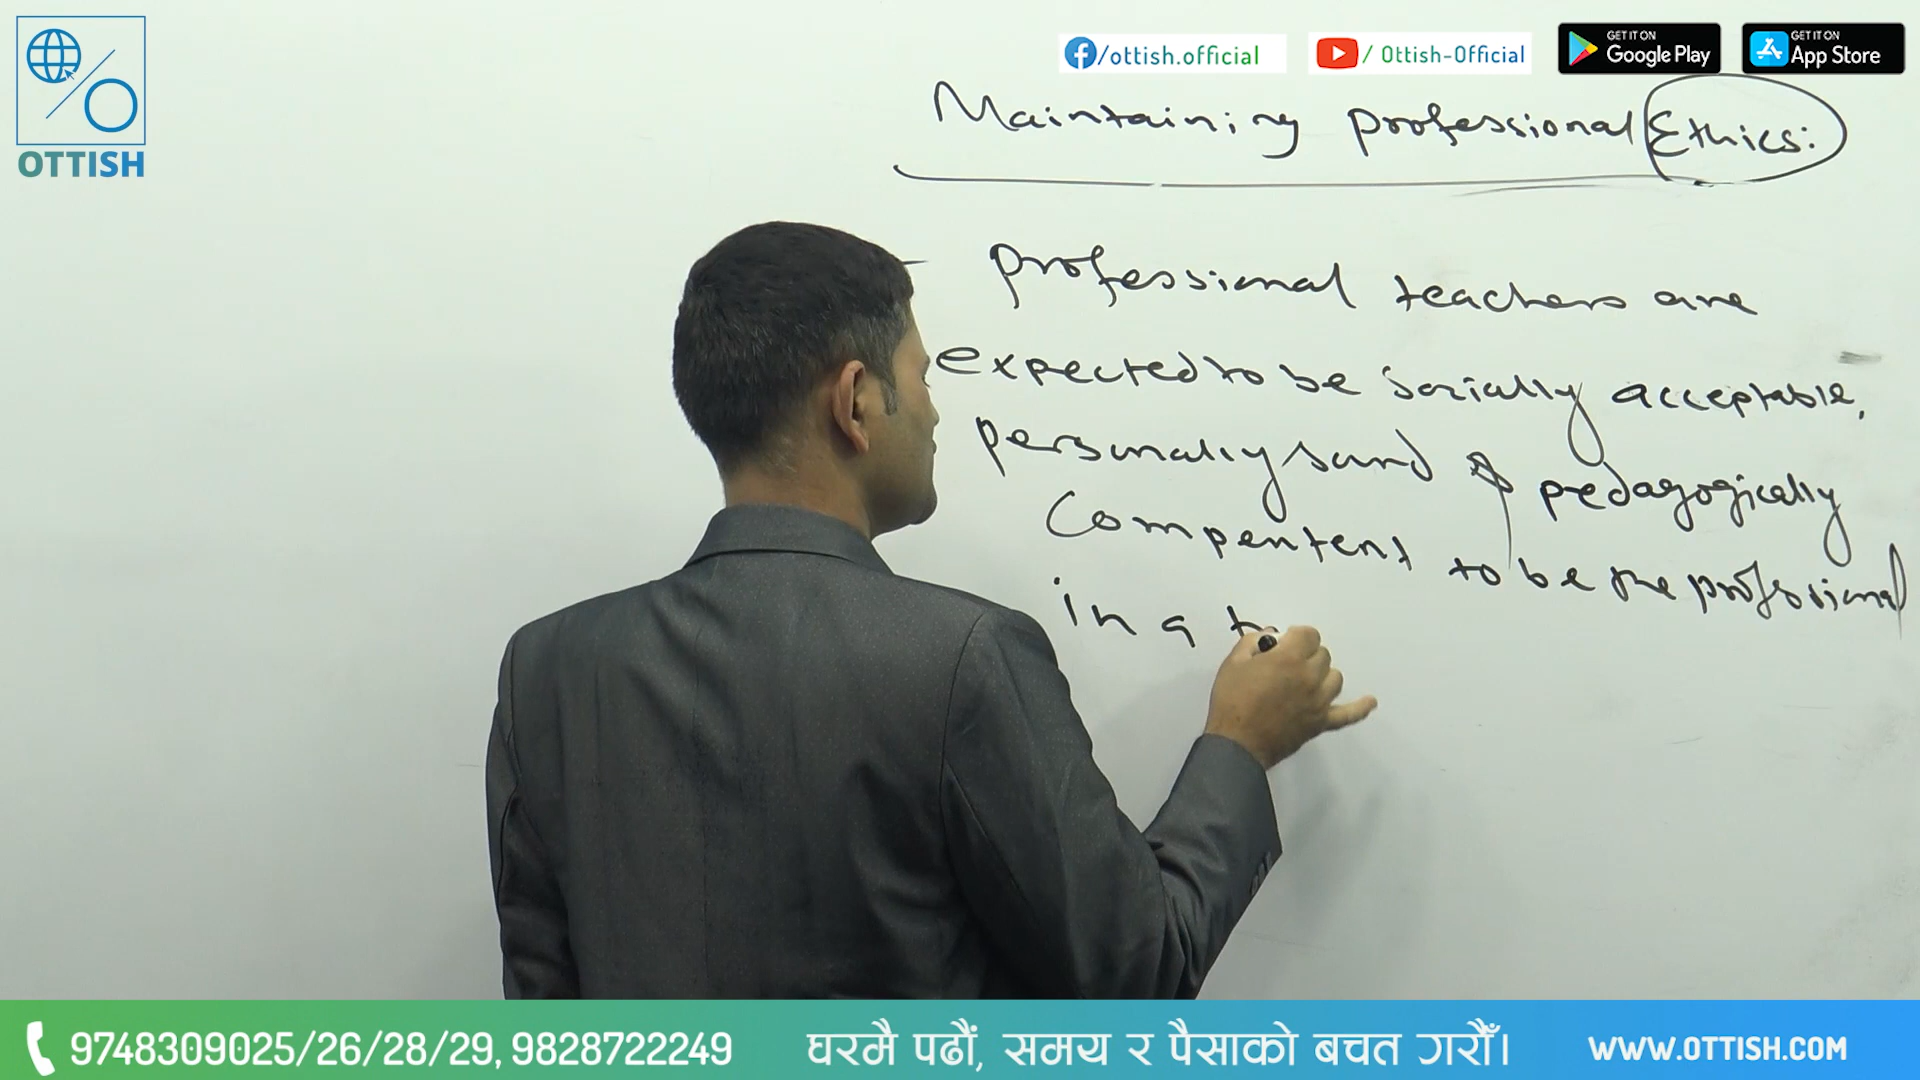 OTTISH
/ottish.official
/ Ottish-Official
GET IT ON
Google Play
GET IT ON
App Store
Maintaining professional Ethics:
professional teachers are
expected to be socially acceptable,
personally sand & pedagogically
Compentent to be the professional
in a
9748309025/26/28/29, 9828722249
घरमै पढौं, समय र पैसाको बचत गरौँ।
WWW.OTTISH.COM